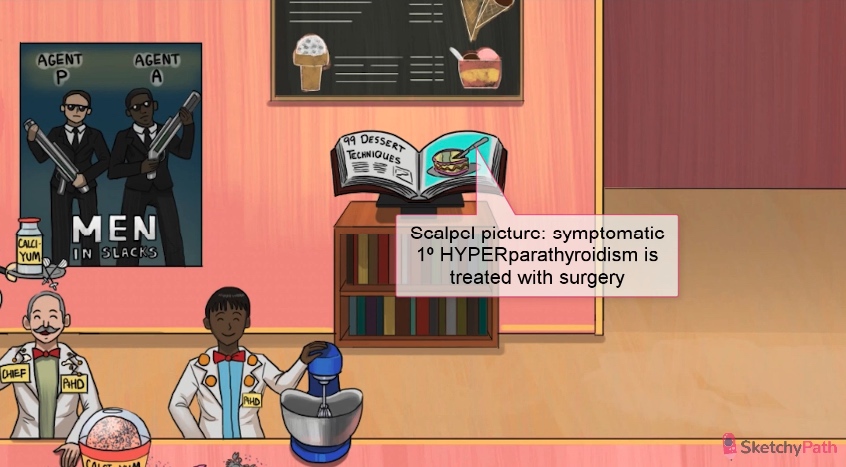 AGENT
P
AGENT
A
MEN
IN SLACKS
99 DESSERT
TECHNIQUES
Scalpel picture: symptomatic
1º HYPERparathyroidism is
treated with surgery
CALCI-
YUM
CHIEF
PHD
PHD
CALCI-YUM
SketchyPath